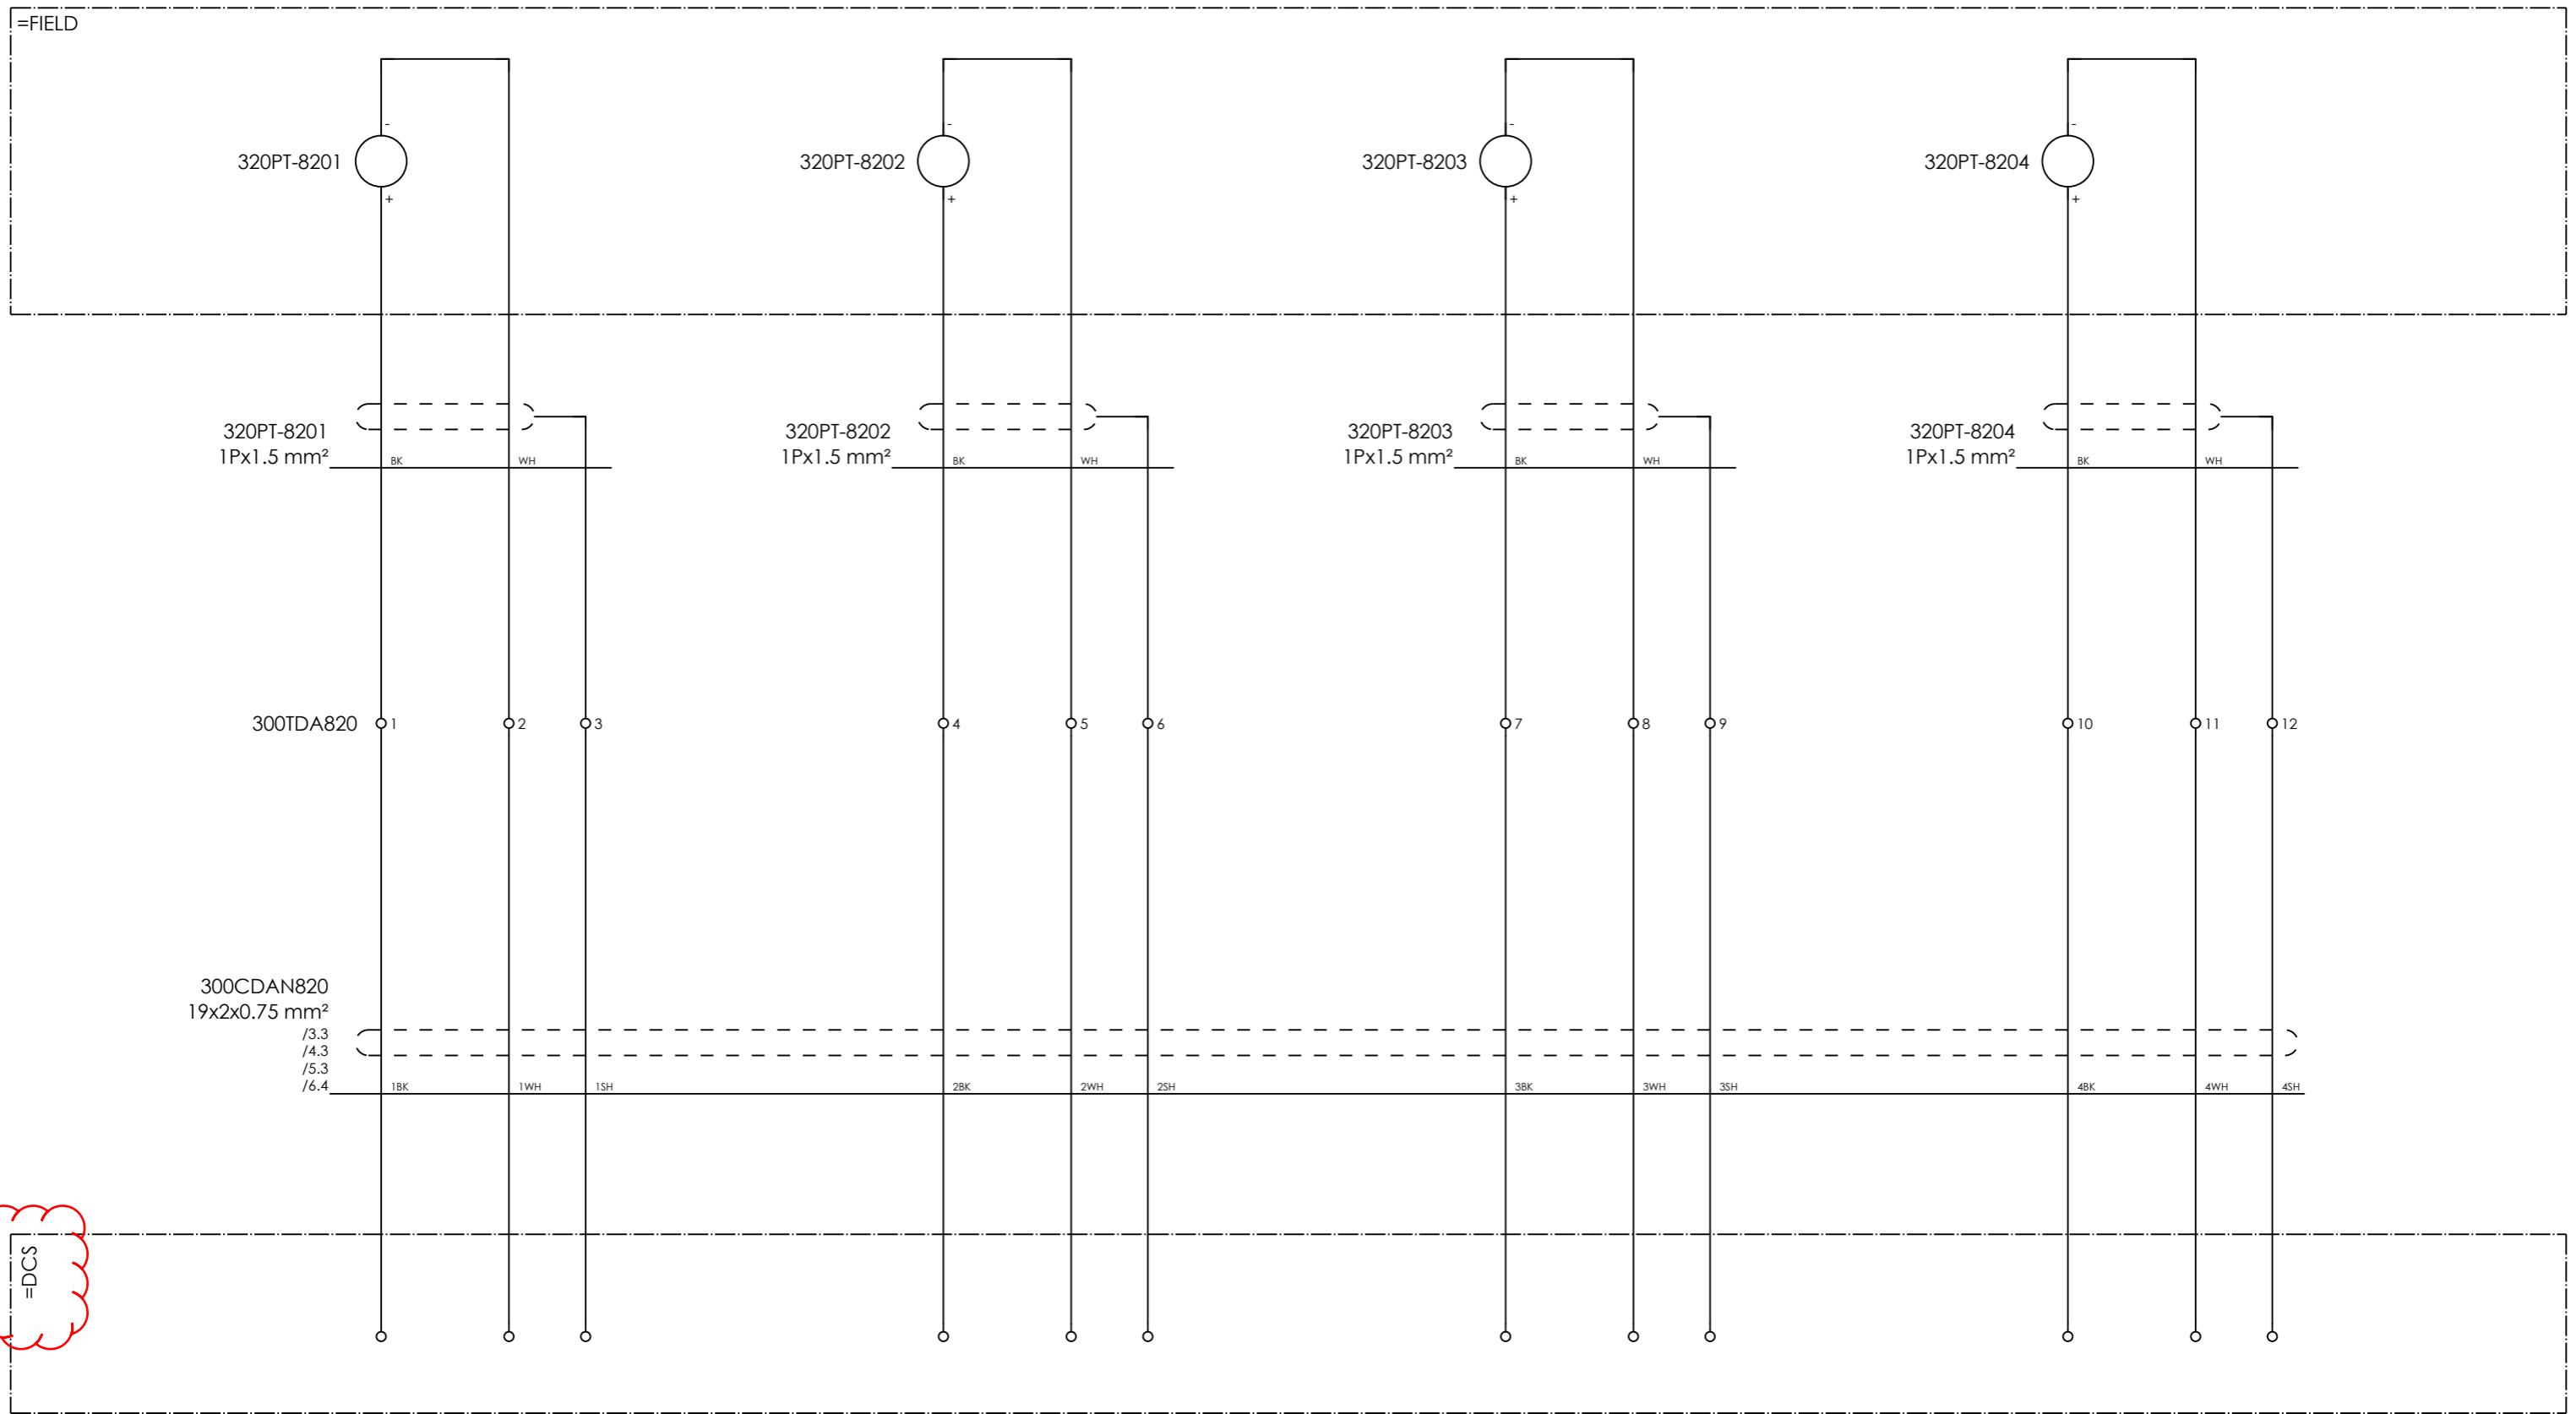 =FIELD
-
-
-
-
320PT-8201
320PT-8202
320PT-8203
320PT-8204
+
+
+
+
320PT-8201
1Px1.5 mm²
BK
WH
320PT-8202
1Px1.5 mm²
BK
WH
320PT-8203
1Px1.5 mm²
BK
WH
320PT-8204
1Px1.5 mm²
BK
WH
300TDA820
1
2
3
4
5
6
7
8
9
10
11
12
300CDAN820
19x2x0.75 mm²
/3.3
/4.3
/5.3
/6.4
1BK
1WH
1SH
2BK
2WH
2SH
3BK
3WH
3SH
4BK
4WH
4SH
=DCS